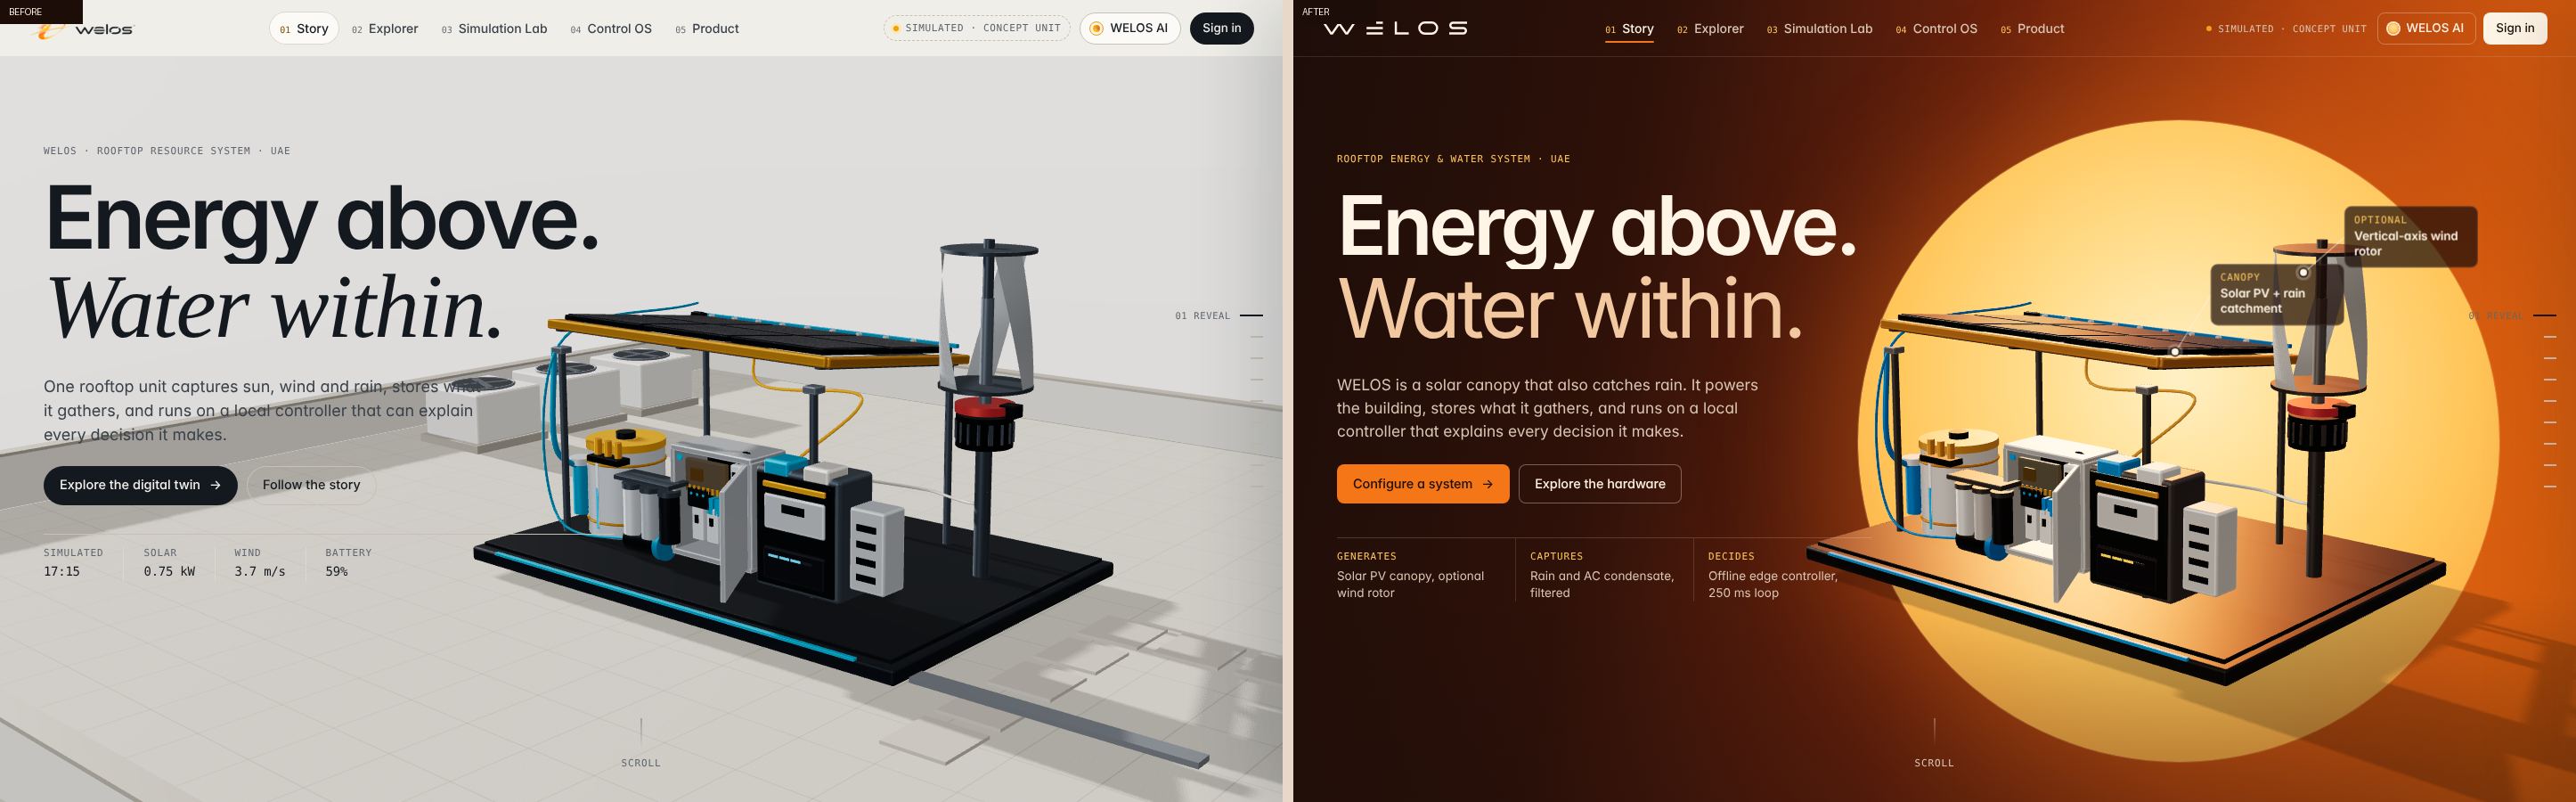 BEFORE
welos
01 Story
02 Explorer
03 Simulation Lab
04 Control OS
05 Product
SIMULATED · CONCEPT UNIT
WELOS AI
Sign in
WELOS · ROOFTOP RESOURCE SYSTEM · UAE
Energy above.
Water within.
One rooftop unit captures sun, wind and rain, stores what
it gathers, and runs on a local controller that can explain
every decision it makes.
Explore the digital twin →
Follow the story
SIMULATED
17:15
SOLAR
0.75 kW
WIND
3.7 m/s
BATTERY
59%
01 REVEAL
SCROLL
AFTER
WELOS
01 Story
02 Explorer
03 Simulation Lab
04 Control OS
05 Product
SIMULATED · CONCEPT UNIT
WELOS AI
Sign in
ROOFTOP ENERGY & WATER SYSTEM · UAE
Energy above.
Water within.
WELOS is a solar canopy that also catches rain. It powers
the building, stores what it gathers, and runs on a local
controller that explains every decision it makes.
Configure a system →
Explore the hardware
GENERATES
Solar PV canopy, optional
wind rotor
CAPTURES
Rain and AC condensate,
filtered
DECIDES
Offline edge controller,
250 ms loop
OPTIONAL
Vertical-axis wind
rotor
CANOPY
Solar PV + rain
catchment
01 REVEAL
SCROLL